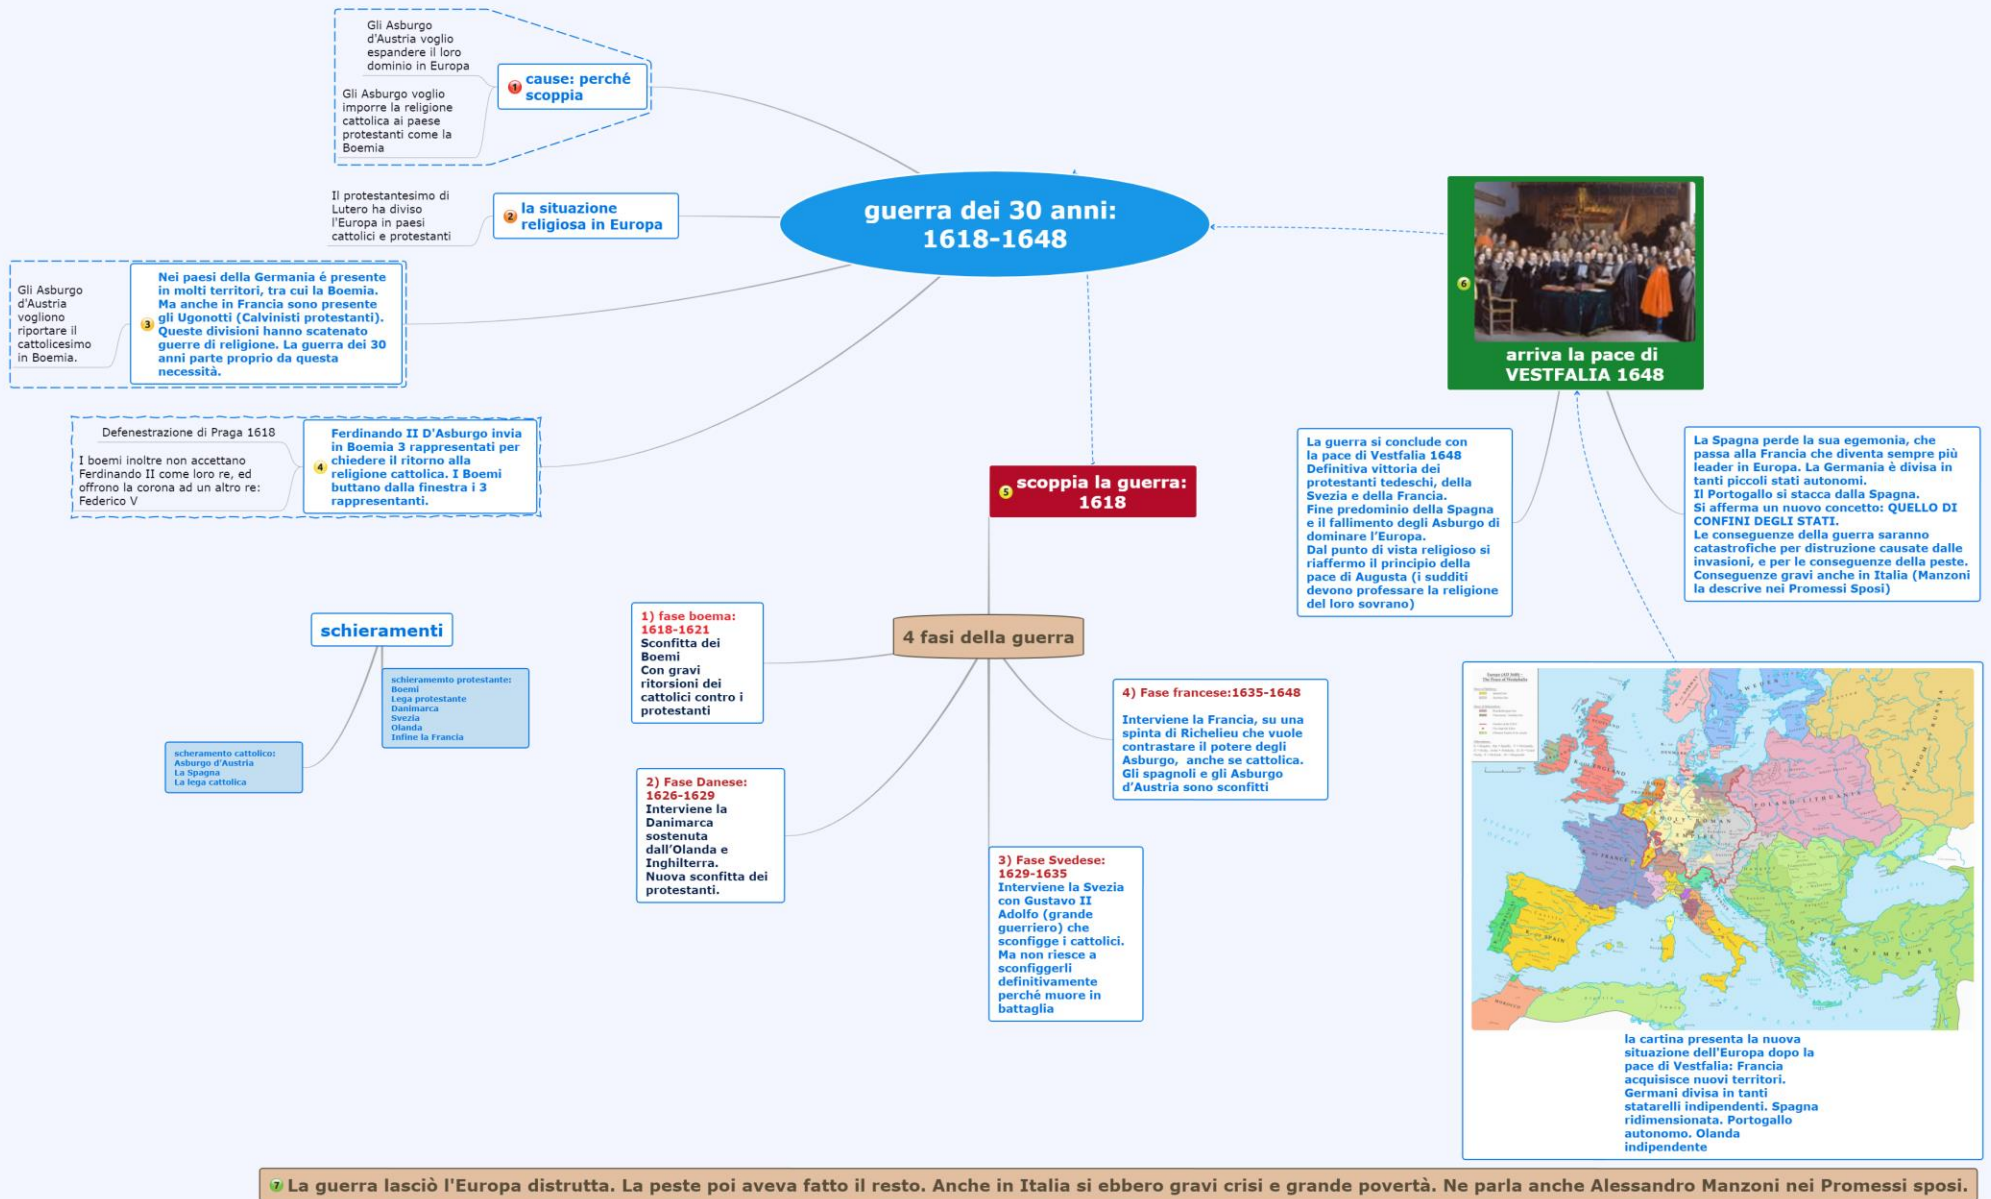 Gli Asburgo
d'Austria voglio
espandere il loro
dominio in Europa
Gli Asburgo voglio
imporre la religione
cattolica ai paese
protestanti come la
Boemia
1 cause: perché
scoppia
Il protestantesimo di
Lutero ha diviso
l'Europa in paesi
cattolici e protestanti
2 la situazione
religiosa in Europa
Gli Asburgo
d'Austria
vogliono
riportare il
cattolicesimo
in Boemia.
3
Nei paesi della Germania é presente
in molti territori, tra cui la Boemia.
Ma anche in Francia sono presente
gli Ugonotti (Calvinisti protestanti).
Queste divisioni hanno scatenato
guerre di religione. La guerra dei 30
anni parte proprio da questa
necessità.
Defenestrazione di Praga 1618
I boemi inoltre non accettano
Ferdinando II come loro re, ed
offrono la corona ad un altro re:
Federico V
4
Ferdinando II D'Asburgo invia
in Boemia 3 rappresentati per
chiedere il ritorno alla
religione cattolica. I Boemi
buttano dalla finestra i 3
rappresentanti.
guerra dei 30 anni:
1618-1648
5 scoppia la guerra:
1618
4 fasi della guerra
1) fase boema:
1618-1621
Sconfitta dei
Boemi
Con gravi
ritorsioni dei
cattolici contro i
protestanti
2) Fase Danese:
1626-1629
Interviene la
Danimarca
sostenuta
dall'Olanda e
Inghilterra.
Nuova sconfitta dei
protestanti.
3) Fase Svedese:
1629-1635
Interviene la Svezia
con Gustavo II
Adolfo (grande
guerriero) che
sconfigge i cattolici.
Ma non riesce a
sconfiggerli
definitivamente
perché muore in
battaglia
4) Fase francese:1635-1648
Interviene la Francia, su una
spinta di Richelieu che vuole
contrastare il potere degli
Asburgo, anche se cattolica.
Gli spagnoli e gli Asburgo
d'Austria sono sconfitti
schieramenti
schieramemto protestante:
Boemi
Lega protestante
Danimarca
Svezia
Olanda
Infine la Francia
scheramento cattolico:
Asburgo d'Austria
La Spagna
La lega cattolica
6
arriva la pace di
VESTFALIA 1648
La guerra si conclude con
la pace di Vestfalia 1648
Definitiva vittoria dei
protestanti tedeschi, della
Svezia e della Francia.
Fine predominio della Spagna
e il fallimento degli Asburgo di
dominare l'Europa.
Dal punto di vista religioso si
riaffermo il principio della
pace di Augusta (i sudditi
devono professare la religione
del loro sovrano)
La Spagna perde la sua egemonia, che
passa alla Francia che diventa sempre più
leader in Europa. La Germania è divisa in
tanti piccoli stati autonomi.
Il Portogallo si stacca dalla Spagna.
Si afferma un nuovo concetto: QUELLO DI
CONFINI DEGLI STATI.
Le conseguenze della guerra saranno
catastrofiche per distruzione causate dalle
invasioni, e per le conseguenze della peste.
Conseguenze gravi anche in Italia (Manzoni
la descrive nei Promessi Sposi)
POLAND-LITHUANIA
HOLY ROMAN
EMPIRE
R. FRANCE
R. SPAIN
OTTOMAN EMPIRE
MOROCCO
la cartina presenta la nuova
situazione dell'Europa dopo la
pace di Vestfalia: Francia
acquisisce nuovi territori.
Germani divisa in tanti
statarelli indipendenti. Spagna
ridimensionata. Portogallo
autonomo. Olanda
indipendente
7 La guerra lasciò l'Europa distrutta. La peste poi aveva fatto il resto. Anche in Italia si ebbero gravi crisi e grande povertà. Ne parla anche Alessandro Manzoni nei Promessi sposi.